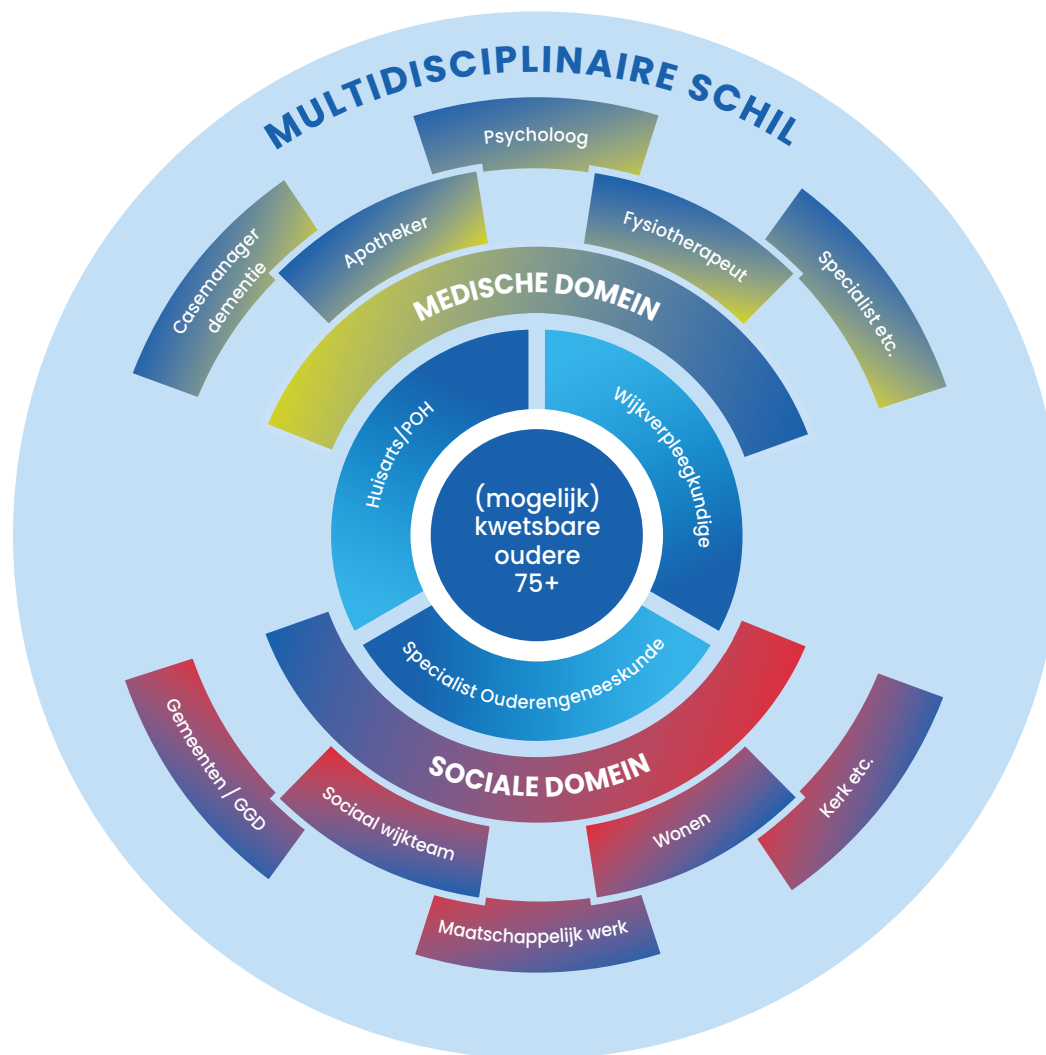 MULTIDISCIPLINAIRE SCHIL
Psycholoog
Casemanager
dementie
Apotheker
Fysiotherapeut
Specialist etc.
MEDISCHE DOMEIN
Huisarts/POH
Wijkverpleegkundige
(mogelijk)
kwetsbare
oudere
75+
Specialist Ouderengeneeskunde
SOCIALE DOMEIN
Gemeenten / GGD
Sociaal wijkteam
Wonen
Kerk etc.
Maatschappelijk werk